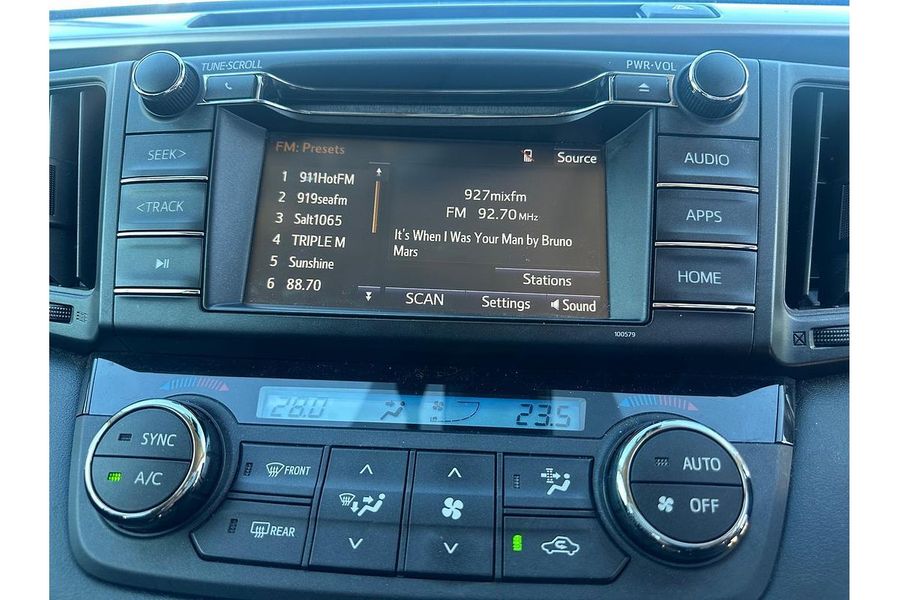 TUNE·SCROLL
PWR·VOL
SEEK>
<TRACK
AUDIO
APPS
HOME
FM: Presets
Source
1 911HotFM
2 919seafm
3 Salt1065
4 TRIPLE M
5 Sunshine
6 88.70
927mixfm
FM 92.70 MHz
It's When I Was Your Man by Bruno
Mars
Stations
SCAN
Settings
Sound
100579
28.0
23.5
SYNC
A/C
FRONT
REAR
AUTO
OFF